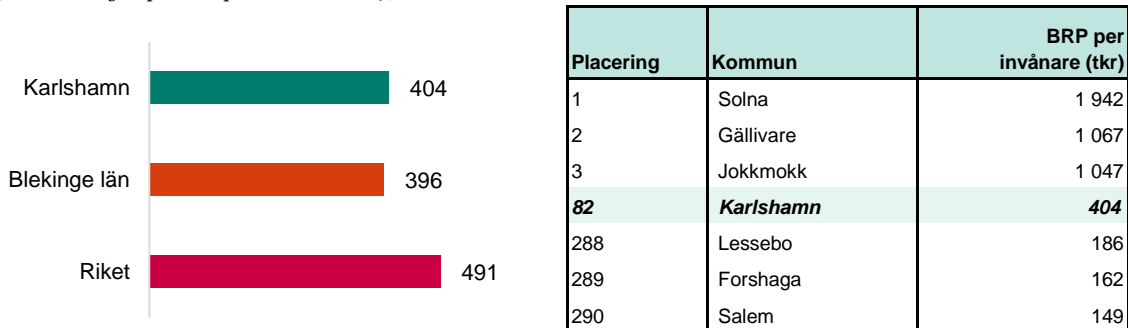 Karlshamn 404
Blekinge län 396
Riket 491
Placering Kommun BRP per invånare (tkr)
1 Solna 1 942
2 Gällivare 1 067
3 Jokkmokk 1 047
82 Karlshamn 404
288 Lessebo 186
289 Forshaga 162
290 Salem 149